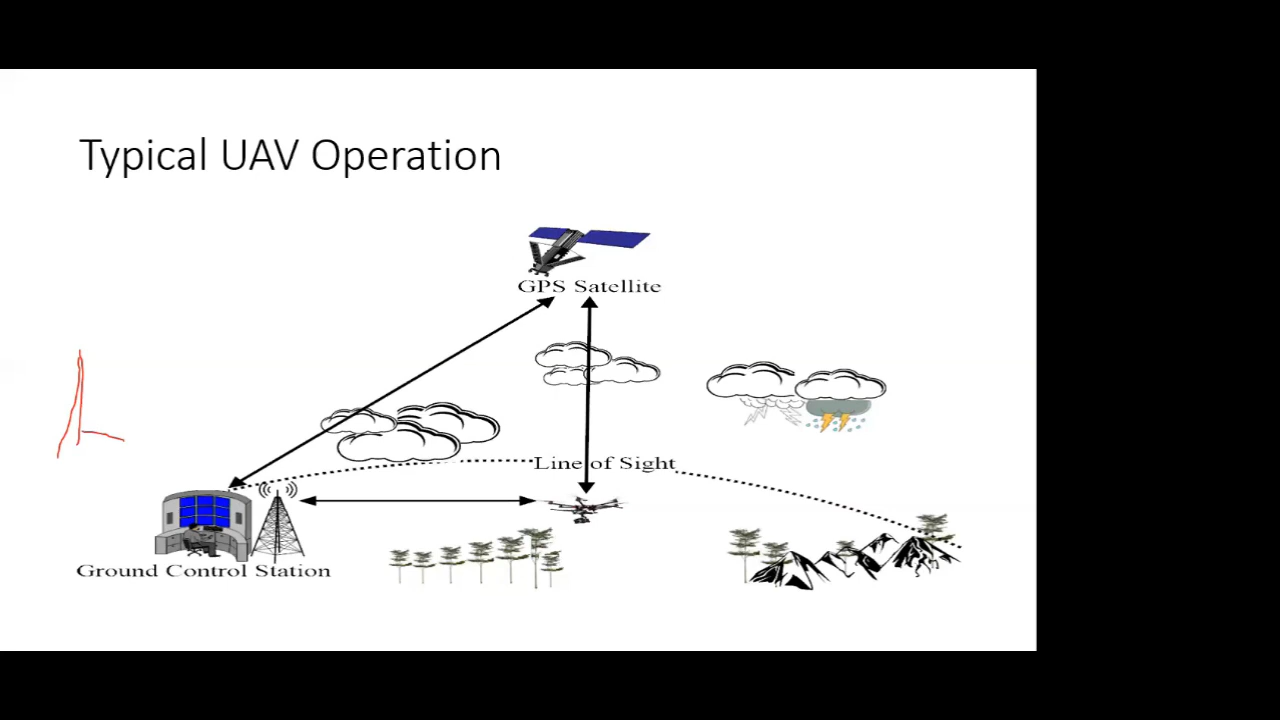 Typical UAV Operation
GPS Satellite
Line of Sight
Ground Control Station